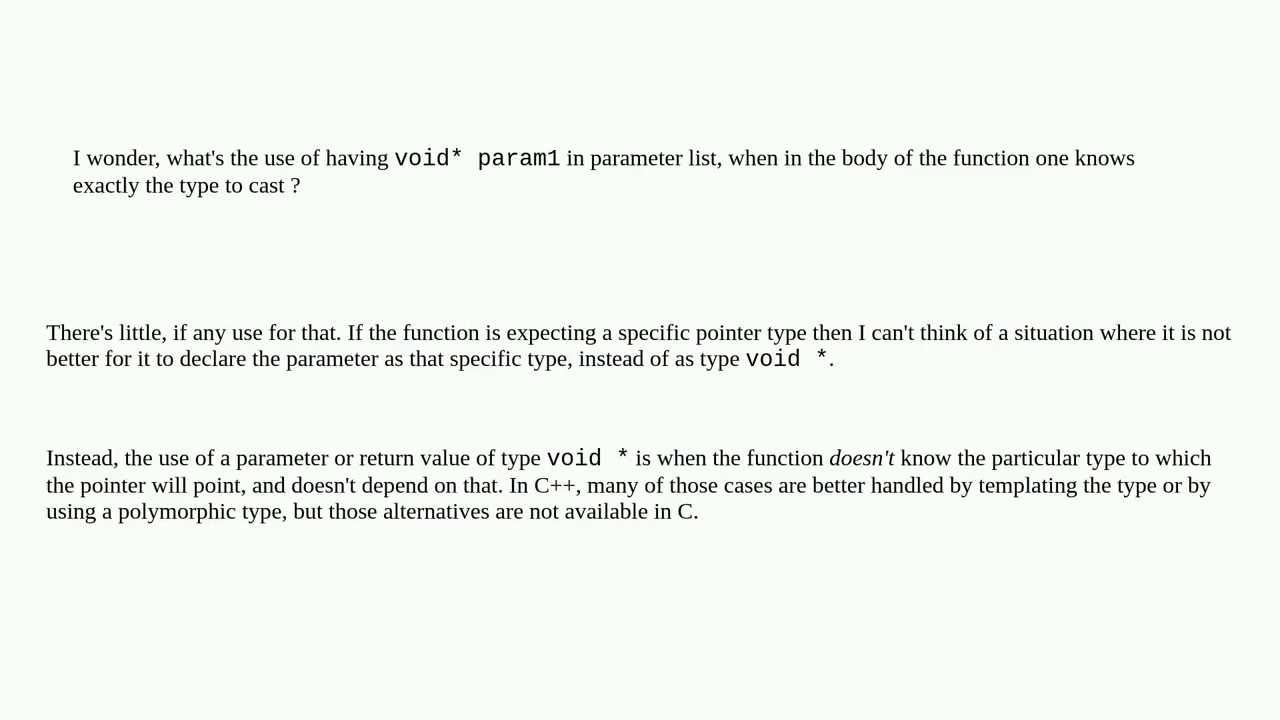 I wonder, what's the use of having void* param1 in parameter list, when in the body of the function one knows
exactly the type to cast ?
There's little, if any use for that. If the function is expecting a specific pointer type then I can't think of a situation where it is not
better for it to declare the parameter as that specific type, instead of as type void *.
Instead, the use of a parameter or return value of type void * is when the function doesn't know the particular type to which
the pointer will point, and doesn't depend on that. In C++, many of those cases are better handled by templating the type or by
using a polymorphic type, but those alternatives are not available in C.